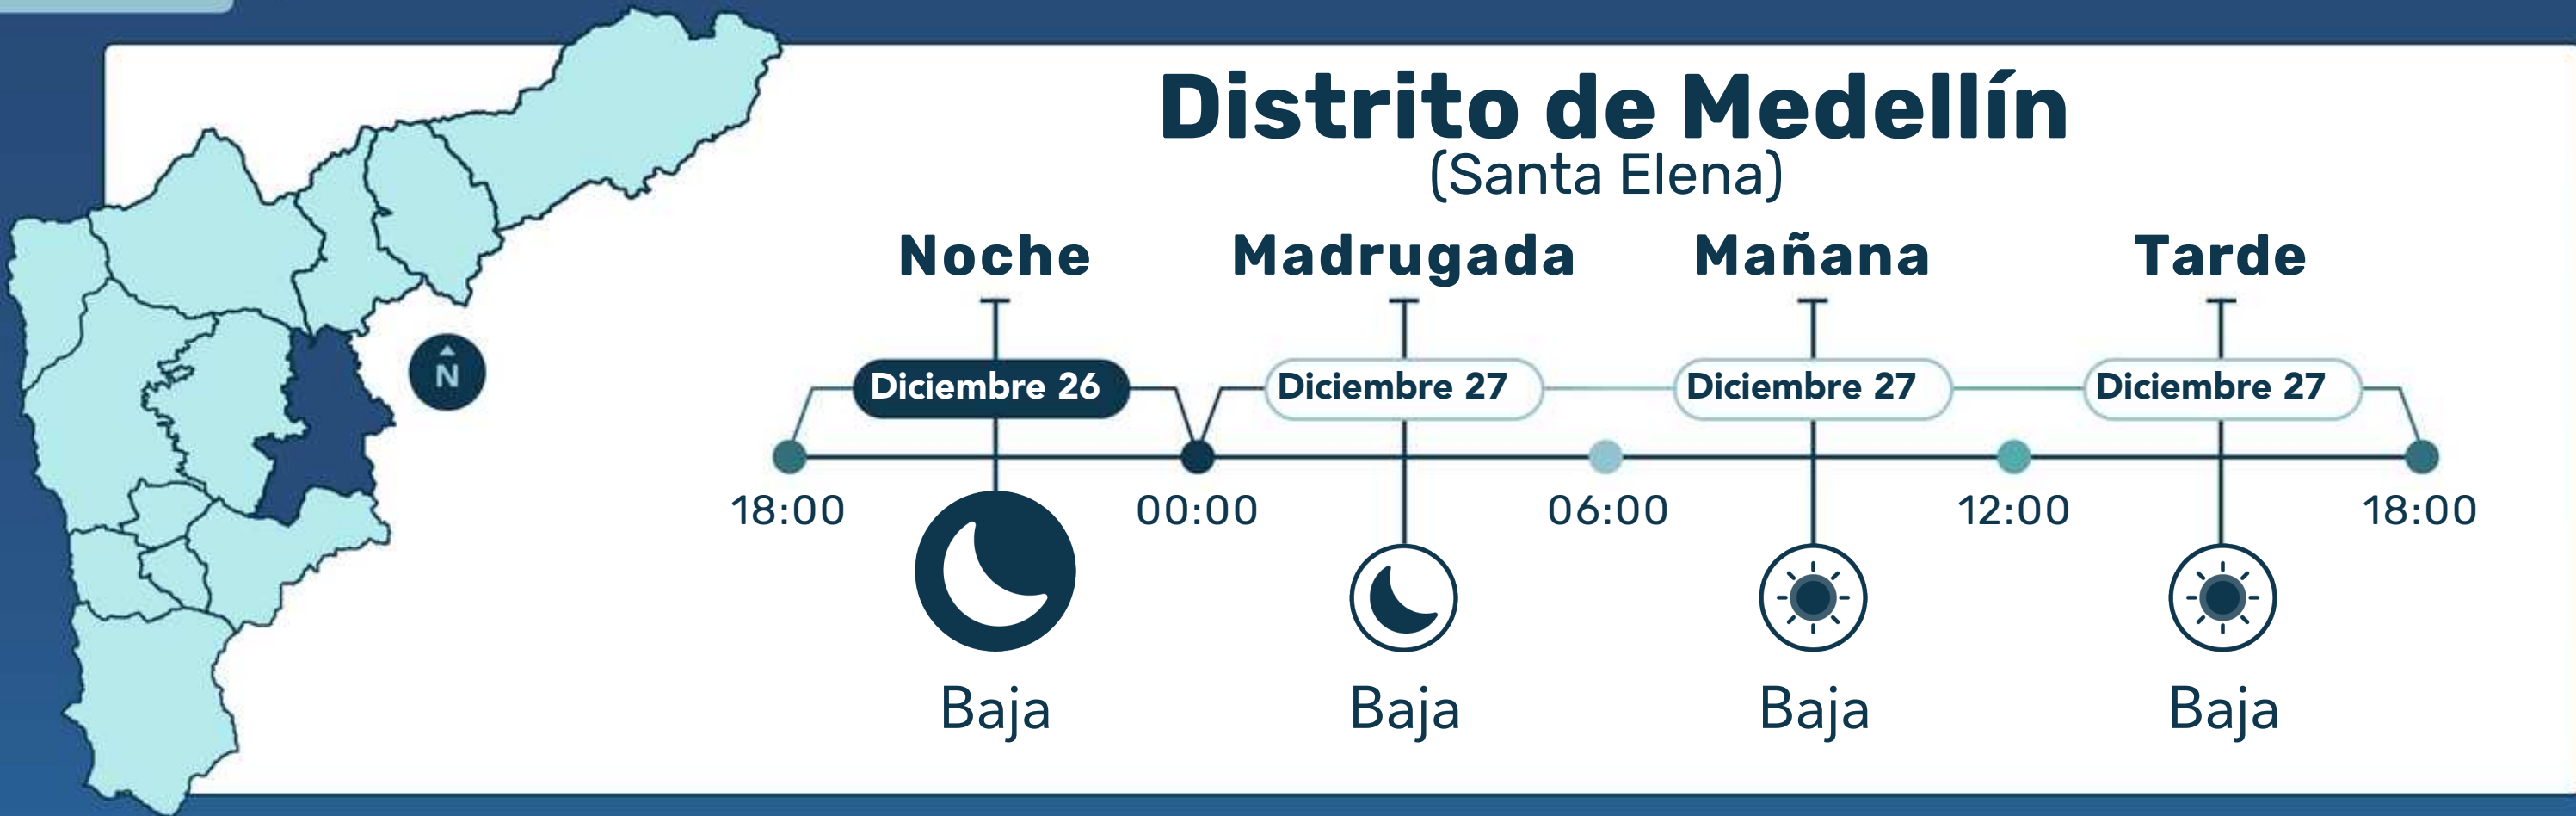 Distrito de Medellín
(Santa Elena)
Noche Madrugada Mañana Tarde
N
Diciembre 26 Diciembre 27 Diciembre 27 Diciembre 27
18:00 00:00 06:00 12:00 18:00
Baja Baja Baja Baja